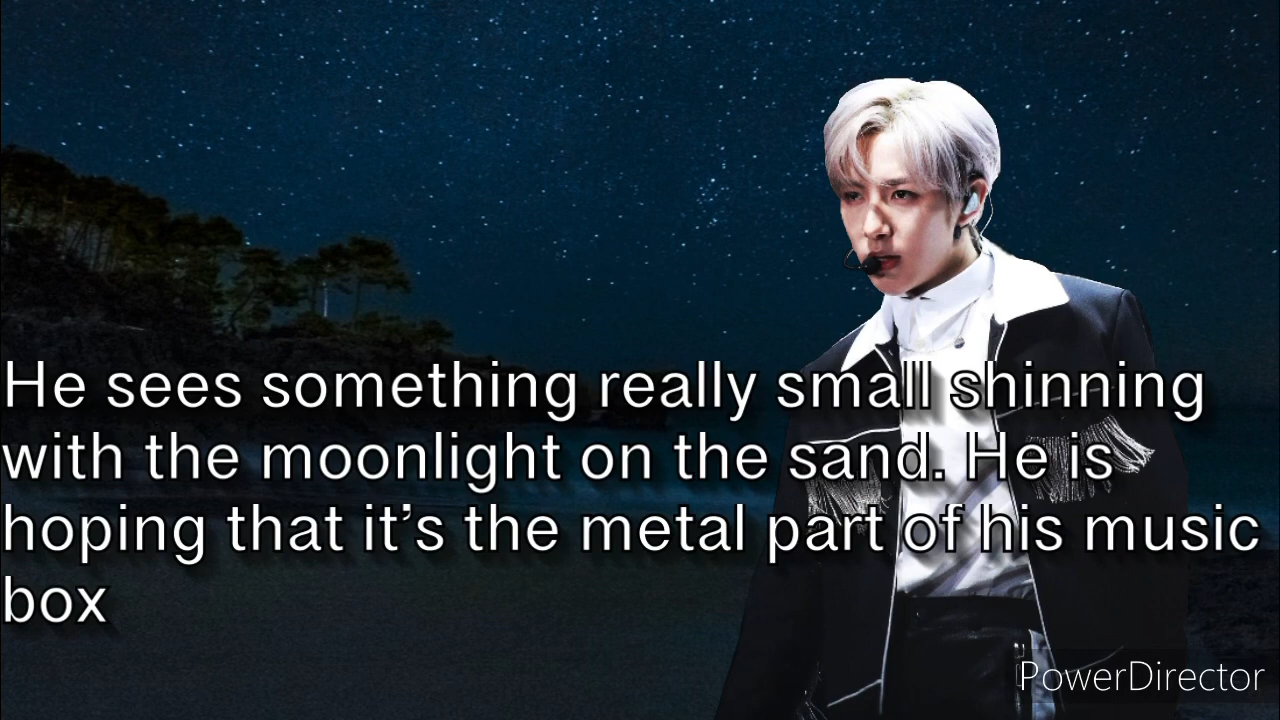 He sees something really small shinning
with the moonlight on the sand. He is
hoping that it’s the metal part of his music
box
PowerDirector